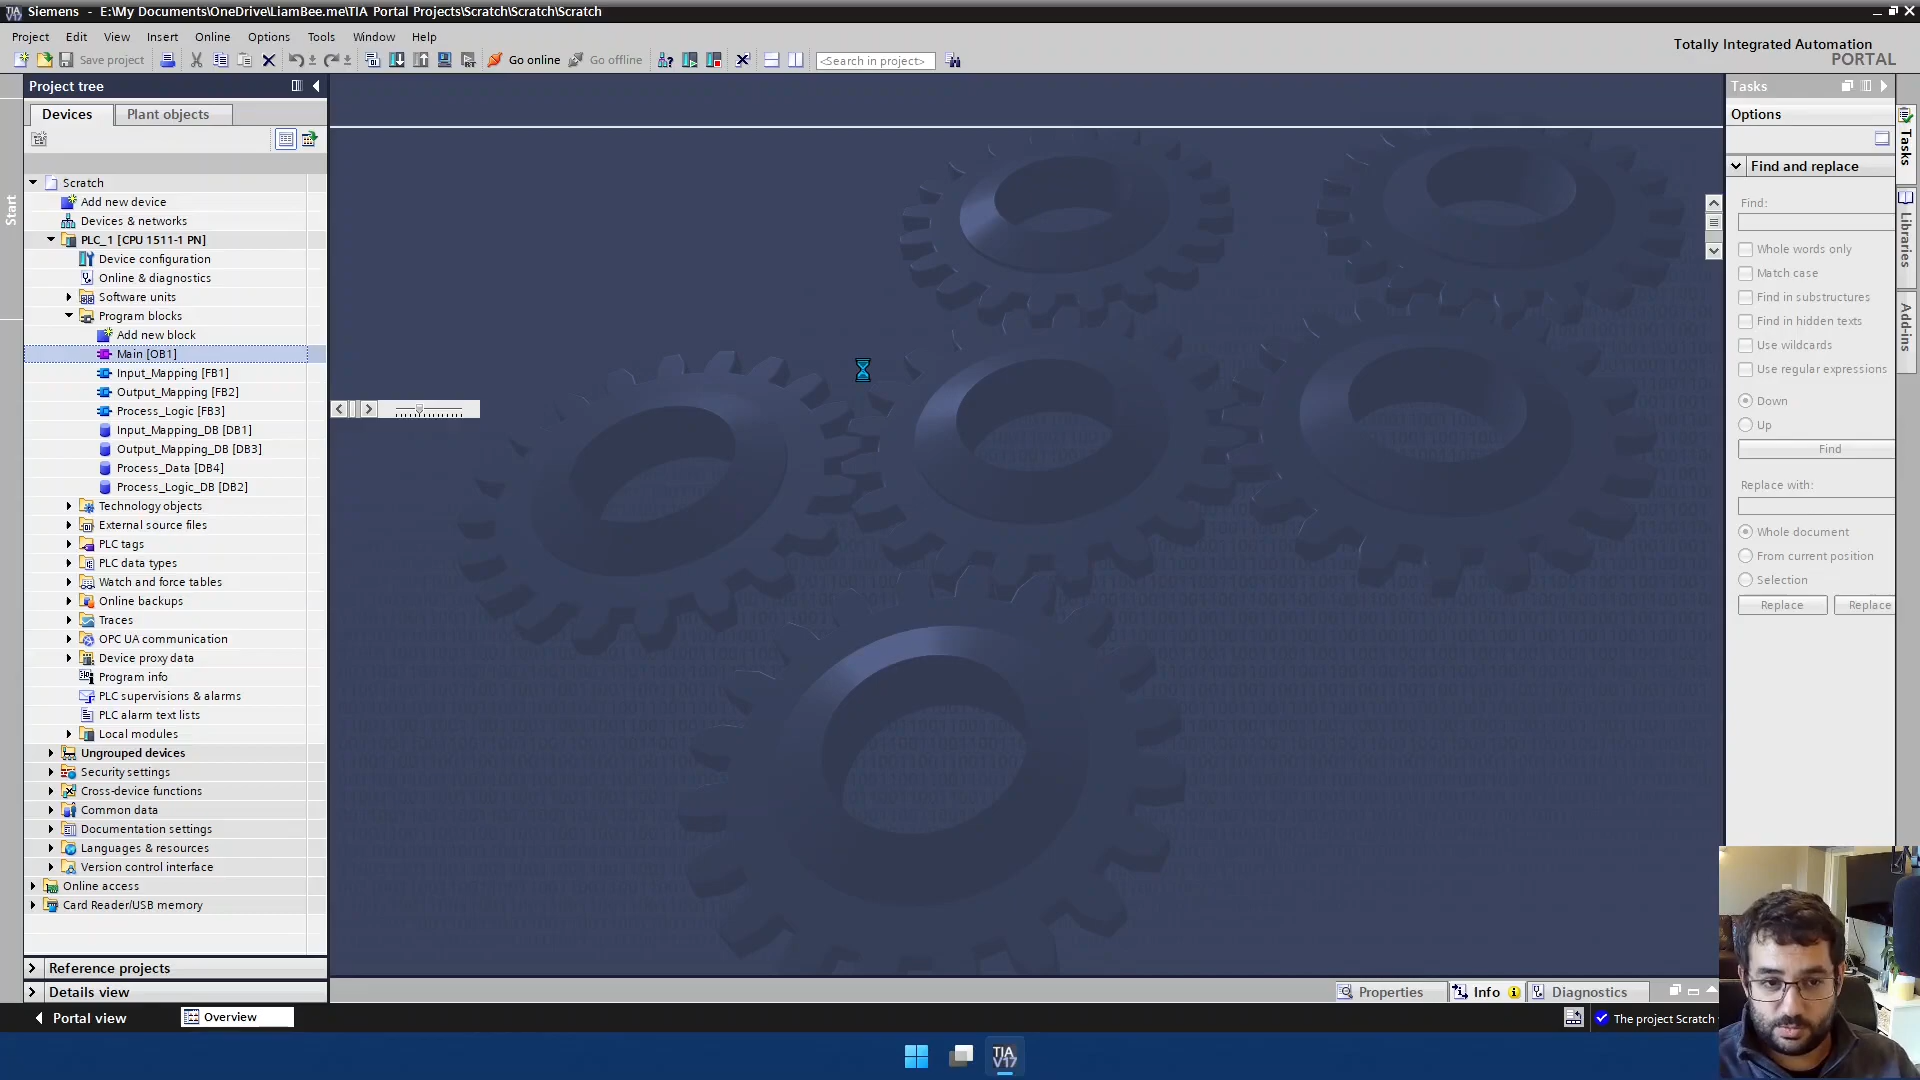 Siemens - E:\My Documents\OneDrive\LiamBee.me\TIA Portal Projects\Scratch\Scratch\Scratch
Project Edit View Insert Online Options Tools Window Help
Totally Integrated Automation
PORTAL
Save project
Go online
Go offline
<Search in project>
Project tree
Devices
Plant objects
Start
Scratch
Add new device
Devices & networks
PLC_1 [CPU 1511-1 PN]
Device configuration
Online & diagnostics
Software units
Program blocks
Add new block
Main [OB1]
Input_Mapping [FB1]
Output_Mapping [FB2]
Process_Logic [FB3]
Input_Mapping_DB [DB1]
Output_Mapping_DB [DB3]
Process_Data [DB4]
Process_Logic_DB [DB2]
Technology objects
External source files
PLC tags
PLC data types
Watch and force tables
Online backups
Traces
OPC UA communication
Device proxy data
Program info
PLC supervisions & alarms
PLC alarm text lists
Local modules
Ungrouped devices
Security settings
Cross-device functions
Common data
Documentation settings
Languages & resources
Version control interface
Online access
Card Reader/USB memory
Reference projects
Details view
Tasks
Options
Find and replace
Find:
Whole words only
Match case
Find in substructures
Find in hidden texts
Use wildcards
Use regular expressions
Down
Up
Find
Replace with:
Whole document
From current position
Selection
Replace
Replace
Tasks
Libraries
Add-ins
Properties
Info
Diagnostics
Portal view
Overview
The project Scratch
TIA
V17